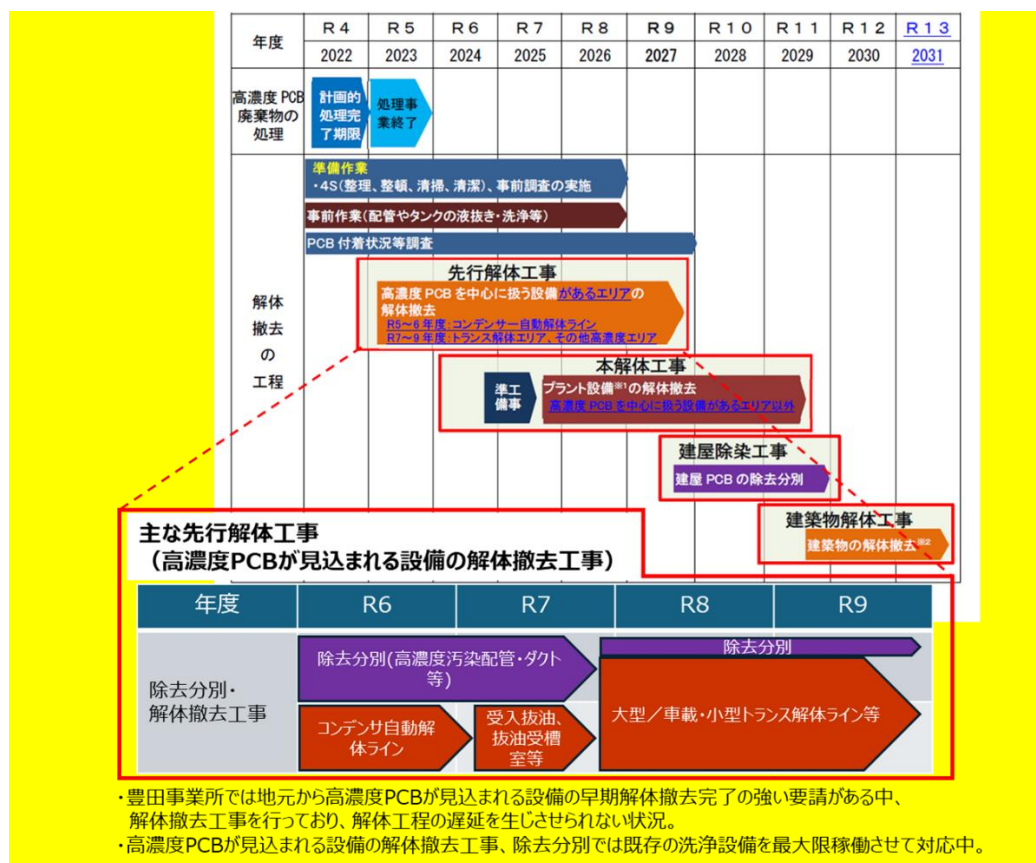 年度
R4 R5 R6 R7 R8 R9 R10 R11 R12 R13
2022 2023 2024 2025 2026 2027 2028 2029 2030 2031
高濃度PCB
廃棄物の
処理
計画的
処理完
了期限
処理事
業終了
解体
撤去
の
工程
準備作業
・4S(整理、整頓、清掃、清潔)、事前調査の実施
事前作業(配管やタンクの液抜き・洗浄等)
PCB付着状況等調査
先行解体工事
高濃度PCBを中心に扱う設備があるエリアの
解体撤去
R5～6年度:コンデンサー自動解体ライン
R7～9年度:トランス解体エリア、その他高濃度エリア
本解体工事
準工
備事
プラント設備※1の解体撤去
高濃度PCBを中心に扱う設備があるエリア以外
建屋除染工事
建屋PCBの除去分別
建築物解体工事
建築物の解体撤去※2
主な先行解体工事
（高濃度PCBが見込まれる設備の解体撤去工事）
年度 R6 R7 R8 R9
除去分別・
解体撤去工事
除去分別(高濃度汚染配管・ダクト
等)
除去分別
コンデンサ自動解
体ライン
受入抜油、
抜油受槽
室等
大型／車載・小型トランス解体ライン等
・豊田事業所では地元から高濃度PCBが見込まれる設備の早期解体撤去完了の強い要請がある中、
解体撤去工事を行っており、解体工程の遅延を生じさせられない状況。
・高濃度PCBが見込まれる設備の解体撤去工事、除去分別では既存の洗浄設備を最大限稼働させて対応中。